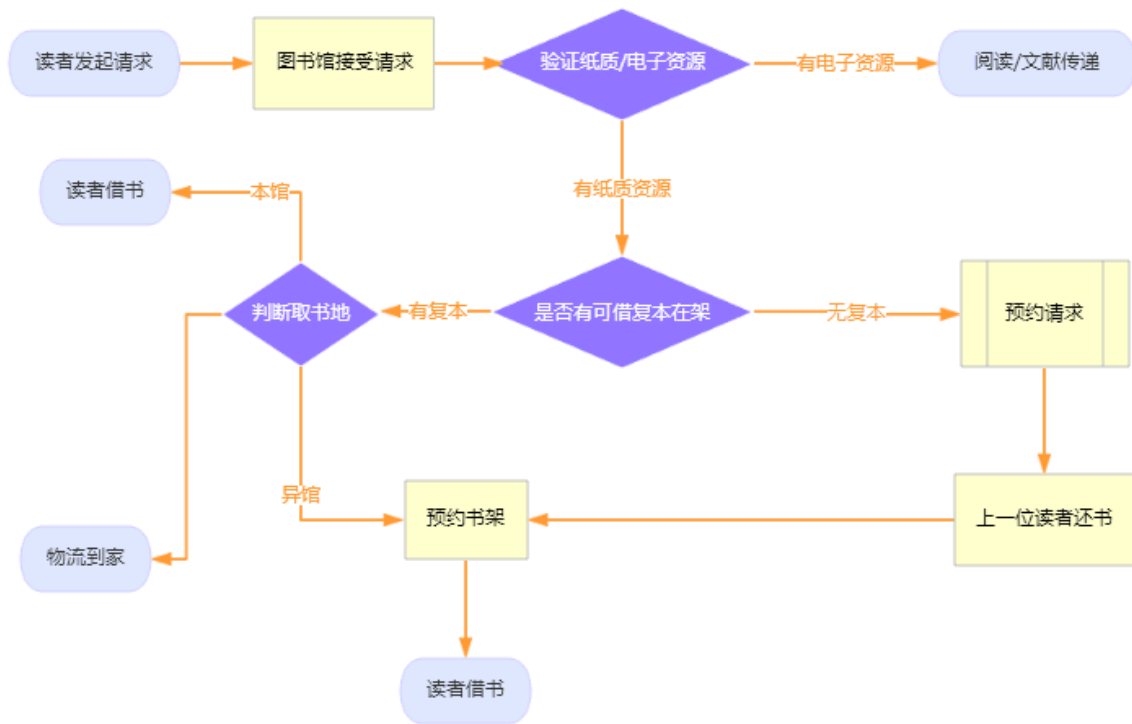 读者发起请求
图书馆接受请求
验证纸质/电子资源
有电子资源
阅读/文献传递
读者借书
本馆
有纸质资源
判断取书地
有复本
是否有可借复本在架
无复本
预约请求
异馆
预约书架
上一位读者还书
物流到家
读者借书